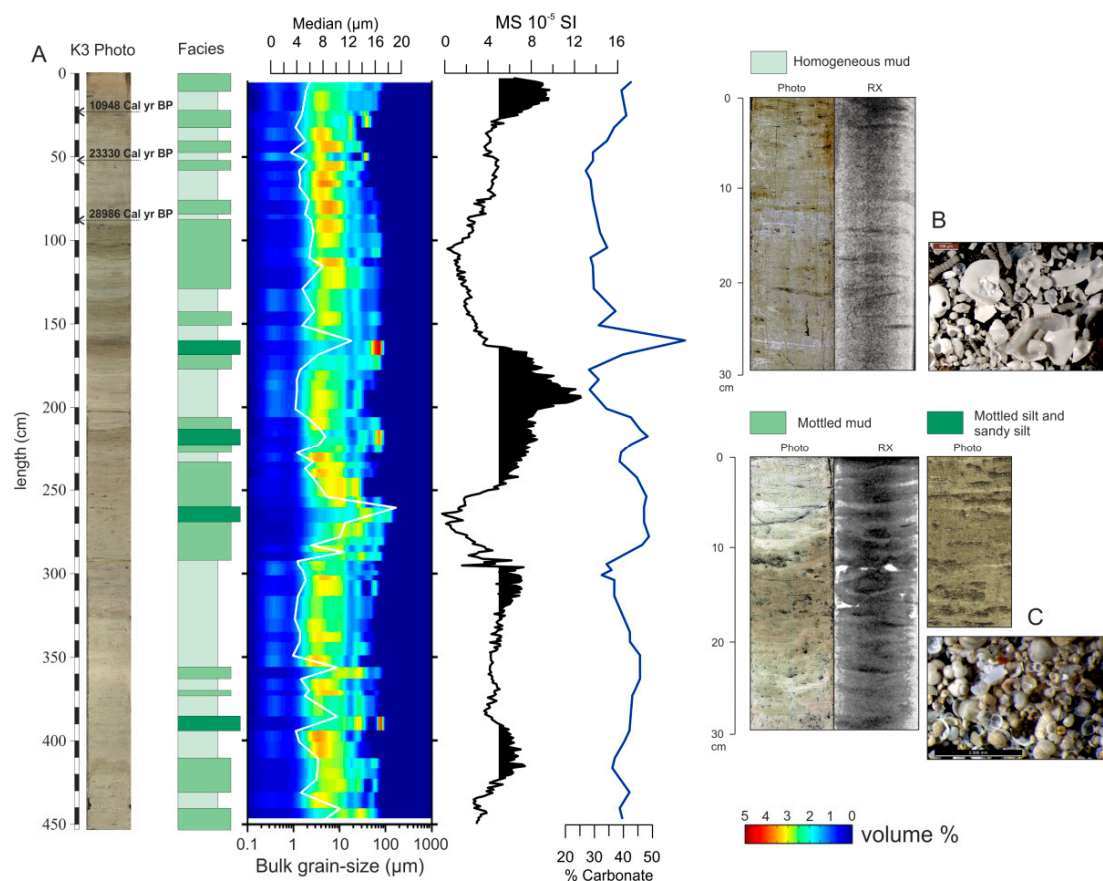 Median (µm)
0 4 8 12 16 20
MS 10⁻⁵ SI
0 4 8 12 16
A
K3 Photo
Facies
0
50
100
150
200
250
300
350
400
450
length (cm)
10948 Cal yr BP
23330 Cal yr BP
28986 Cal yr BP
0.1 1 10 100 1000
Bulk grain-size (µm)
20 30 40 50
% Carbonate
Homogeneous mud
Photo
RX
0
10
20
30
cm
B
Mottled mud
Mottled silt and
sandy silt
Photo
RX
Photo
0
10
20
30
cm
C
5 4 3 2 1 0
volume %